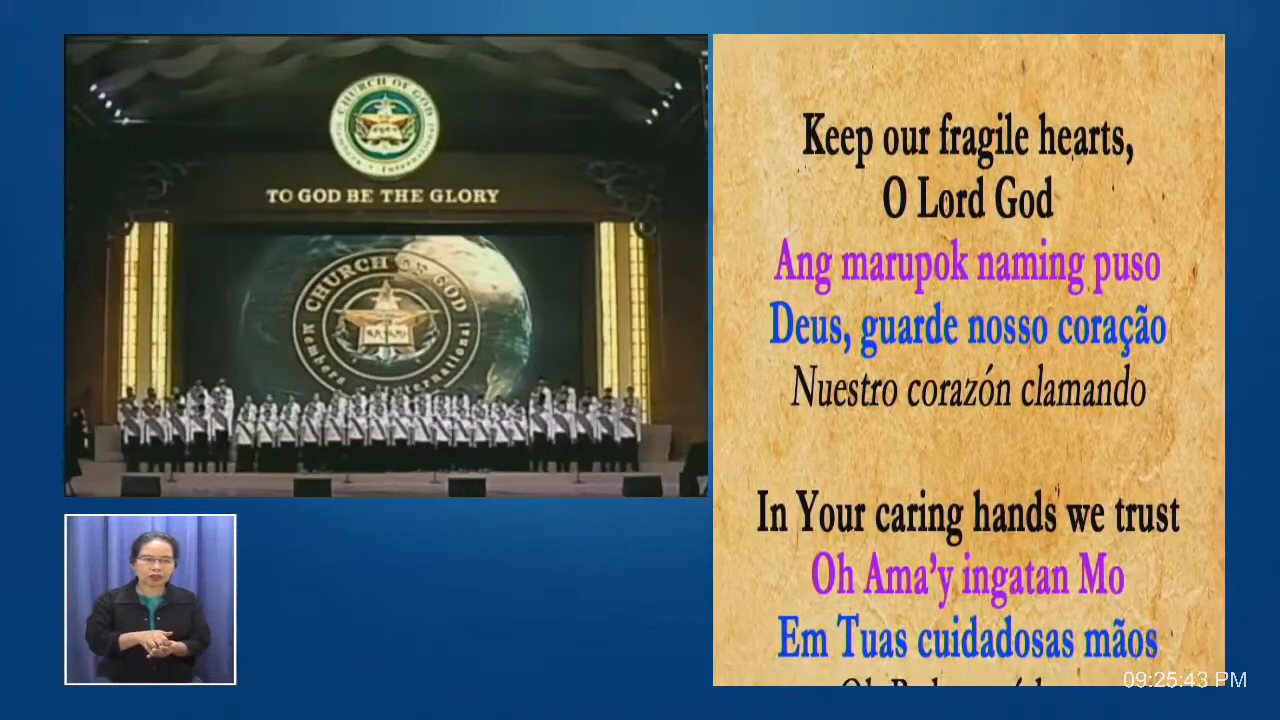 CHURCH OF GOD
International
TO GOD BE THE GLORY
CHURCH OF GOD
Members International
Keep our fragile hearts,
O Lord God
Ang marupok naming puso
Deus, guarde nosso coração
Nuestro corazón clamando
In Your caring hands we trust
Oh Ama'y ingatan Mo
Em Tuas cuidadosas mãos
09:25:43 PM